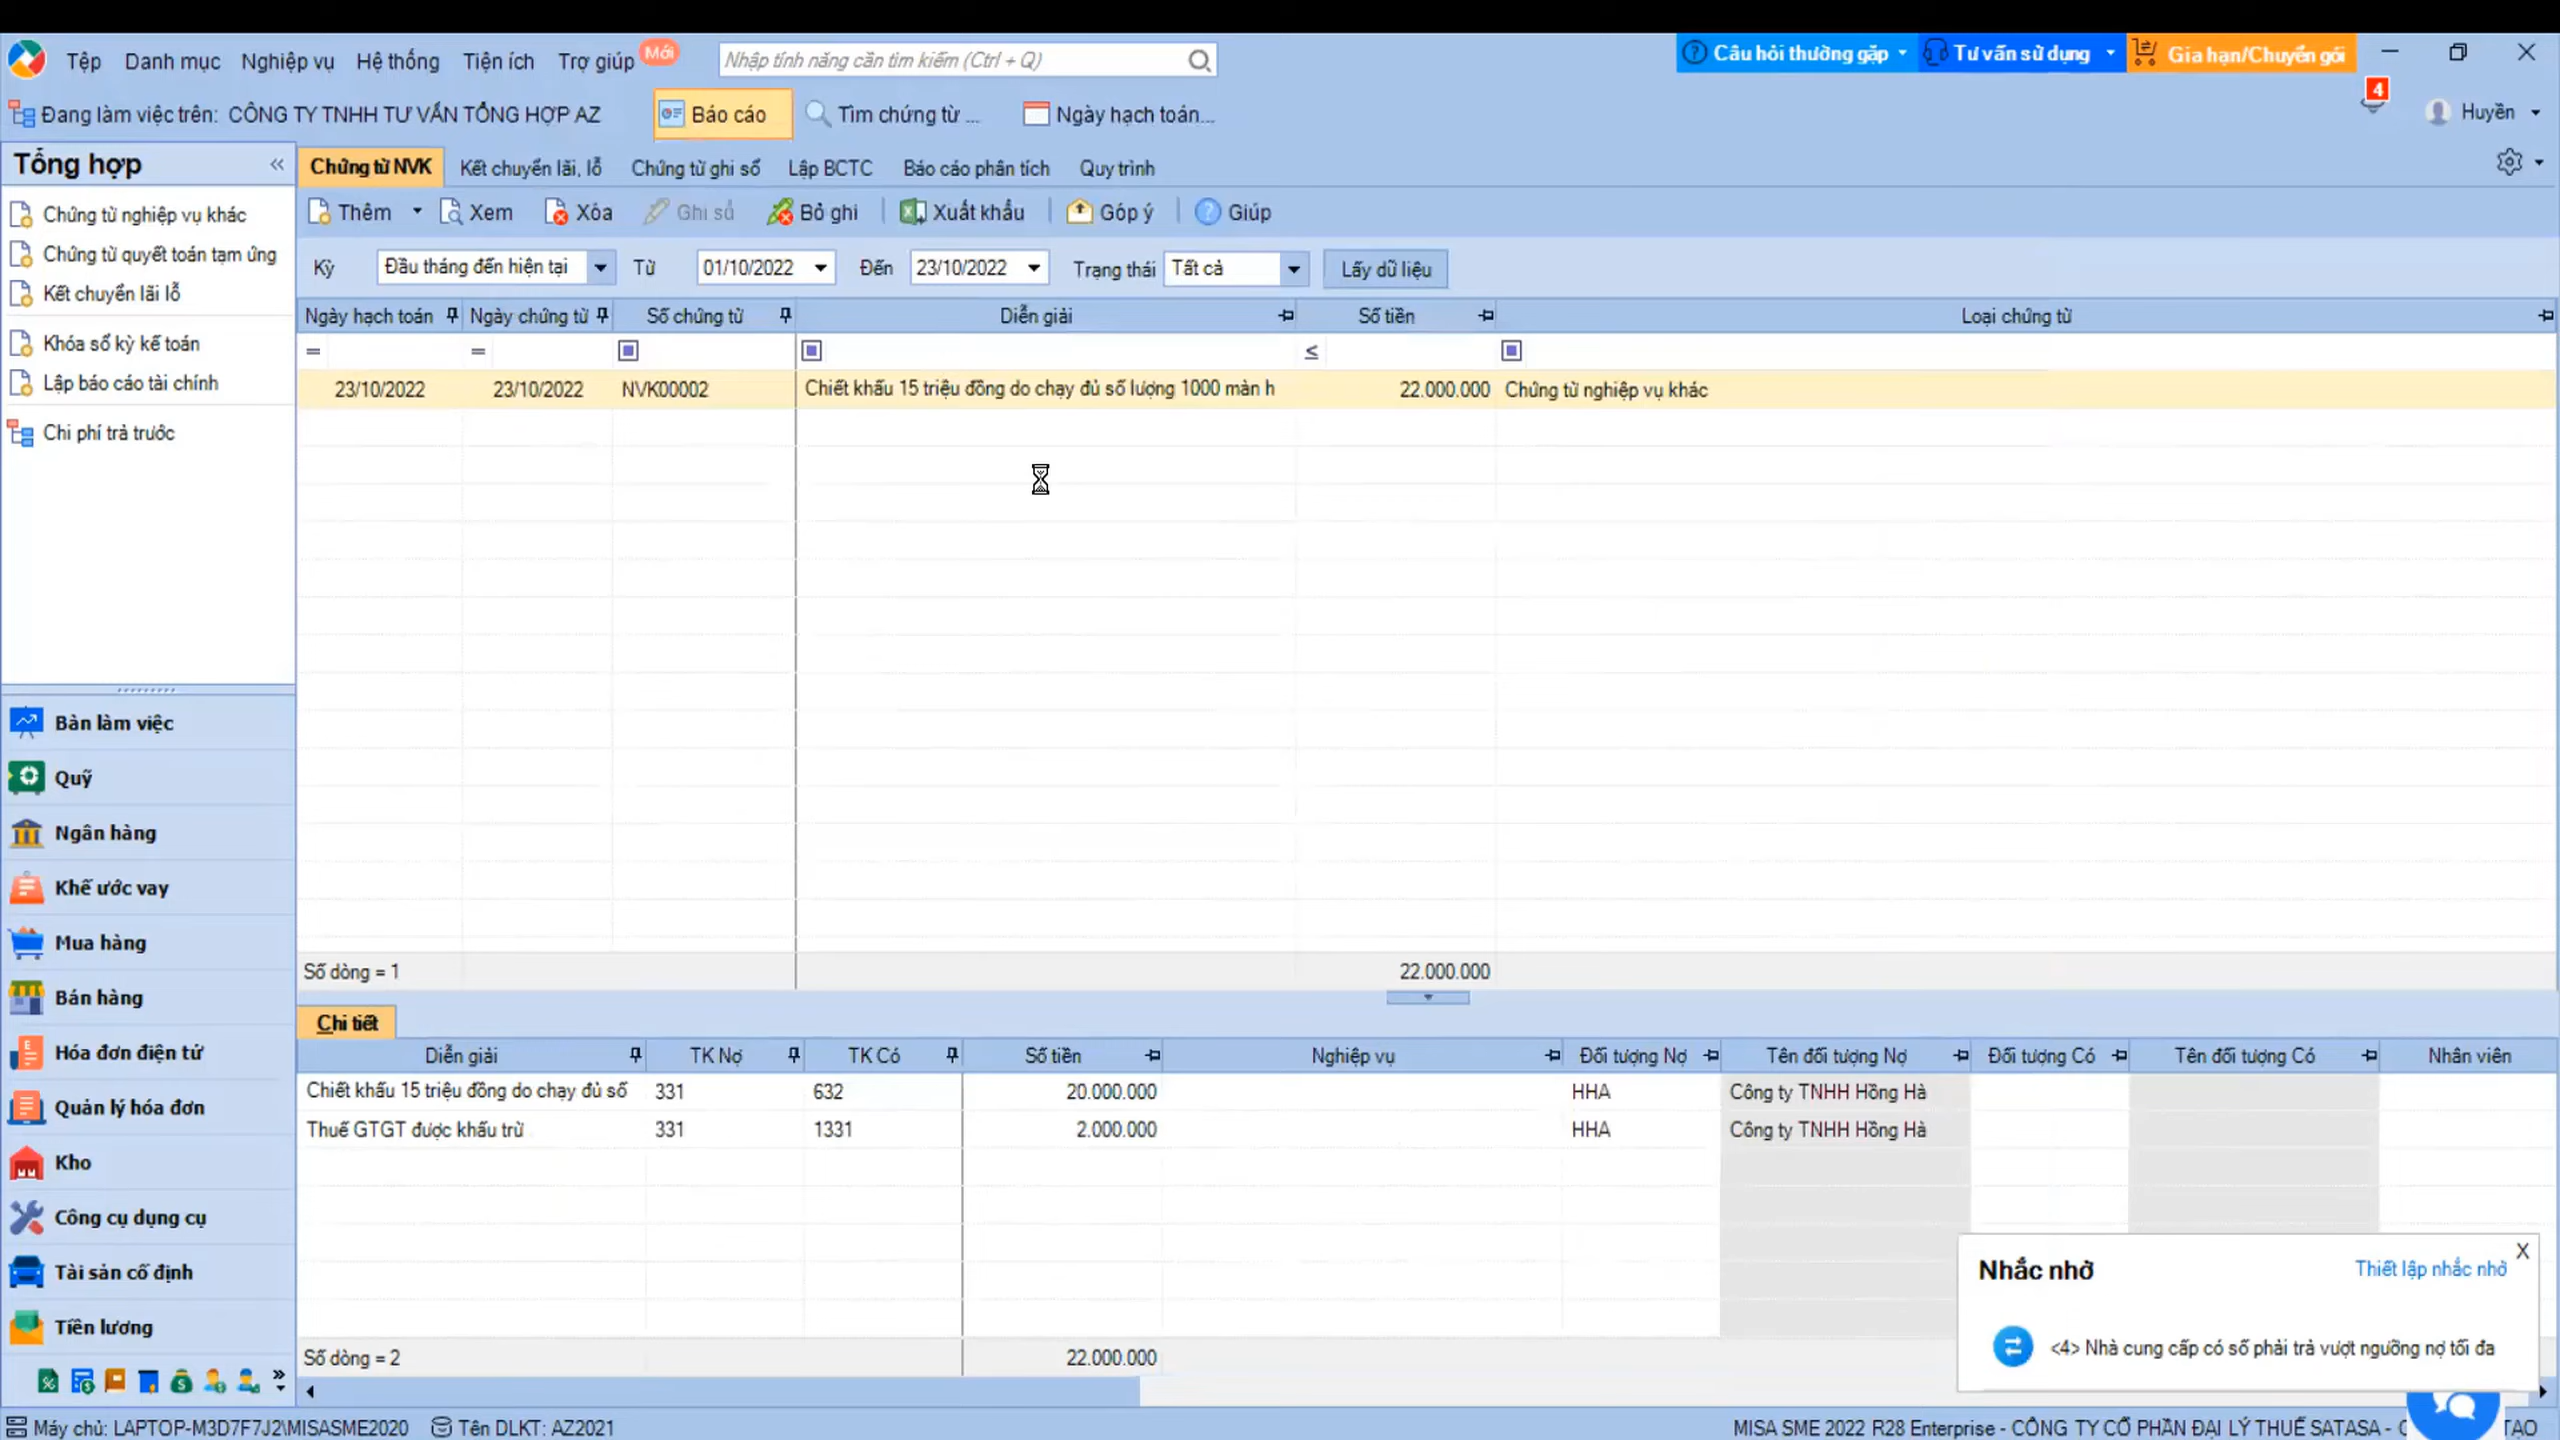 Tệp Danh mục Nghiệp vụ Hệ thống Tiện ích Trợ giúp Mới Nhập tính năng cần tìm kiếm (Ctrl + Q) Câu hỏi thường gặp Tư vấn sử dụng Gia hạn/Chuyển gói
Đang làm việc trên: CÔNG TY TNHH TƯ VẤN TỔNG HỢP AZ Báo cáo Tìm chứng từ ... Ngày hạch toán... 4 Huyền
Tổng hợp « Chứng từ NVK Kết chuyển lãi, lỗ Chứng từ ghi sổ Lập BCTC Báo cáo phân tích Quy trình
Chứng từ nghiệp vụ khác
Chứng từ quyết toán tạm ứng
Kết chuyển lãi lỗ
Khóa sổ kỳ kế toán
Lập báo cáo tài chính
Chi phí trả trước
Thêm Xem Xóa Ghi sổ Bỏ ghi Xuất khẩu Góp ý Giúp
Kỳ Đầu tháng đến hiện tại Từ 01/10/2022 Đến 23/10/2022 Trạng thái Tất cả Lấy dữ liệu
Ngày hạch toán Ngày chứng từ Số chứng từ Diễn giải Số tiền Loại chứng từ
= = ≤
23/10/2022 23/10/2022 NVK00002 Chiết khấu 15 triệu đồng do chạy đủ số lượng 1000 màn h 22.000.000 Chứng từ nghiệp vụ khác
Số dòng = 1 22.000.000
Bàn làm việc
Quỹ
Ngân hàng
Khế ước vay
Mua hàng
Bán hàng
Hóa đơn điện tử
Quản lý hóa đơn
Kho
Công cụ dụng cụ
Tài sản cố định
Tiền lương
Chi tiết
Diễn giải TK Nợ TK Có Số tiền Nghiệp vụ Đối tượng Nợ Tên đối tượng Nợ Đối tượng Có Tên đối tượng Có Nhân viên
Chiết khấu 15 triệu đồng do chạy đủ số 331 632 20.000.000 HHA Công ty TNHH Hồng Hà
Thuế GTGT được khấu trừ 331 1331 2.000.000 HHA Công ty TNHH Hồng Hà
Số dòng = 2 22.000.000
Nhắc nhở Thiết lập nhắc nhở X
<4> Nhà cung cấp có số phải trả vượt ngưỡng nợ tối đa
Máy chủ: LAPTOP-M3D7F7J2\MISASME2020 Tên DLKT: AZ2021 MISA SME 2022 R28 Enterprise - CÔNG TY CỔ PHẦN ĐẠI LÝ THUẾ SATASA -